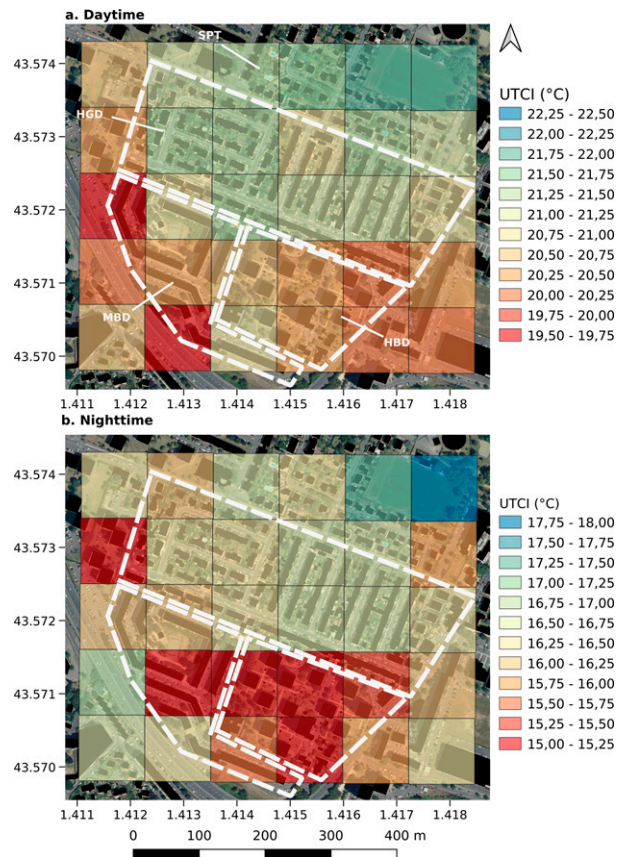 a. Daytime
SPT
43.574
HGD
43.573
43.572
43.571
MBD
HBD
43.570
1.411 1.412 1.413 1.414 1.415 1.416 1.417 1.418
UTCI (°C)
22,25 - 22,50
22,00 - 22,25
21,75 - 22,00
21,50 - 21,75
21,25 - 21,50
21,00 - 21,25
20,75 - 21,00
20,50 - 20,75
20,25 - 20,50
20,00 - 20,25
19,75 - 20,00
19,50 - 19,75
b. Nighttime
43.574
43.573
43.572
43.571
43.570
1.411 1.412 1.413 1.414 1.415 1.416 1.417 1.418
UTCI (°C)
17,75 - 18,00
17,50 - 17,75
17,25 - 17,50
17,00 - 17,25
16,75 - 17,00
16,50 - 16,75
16,25 - 16,50
16,00 - 16,25
15,75 - 16,00
15,50 - 15,75
15,25 - 15,50
15,00 - 15,25
0 100 200 300 400 m